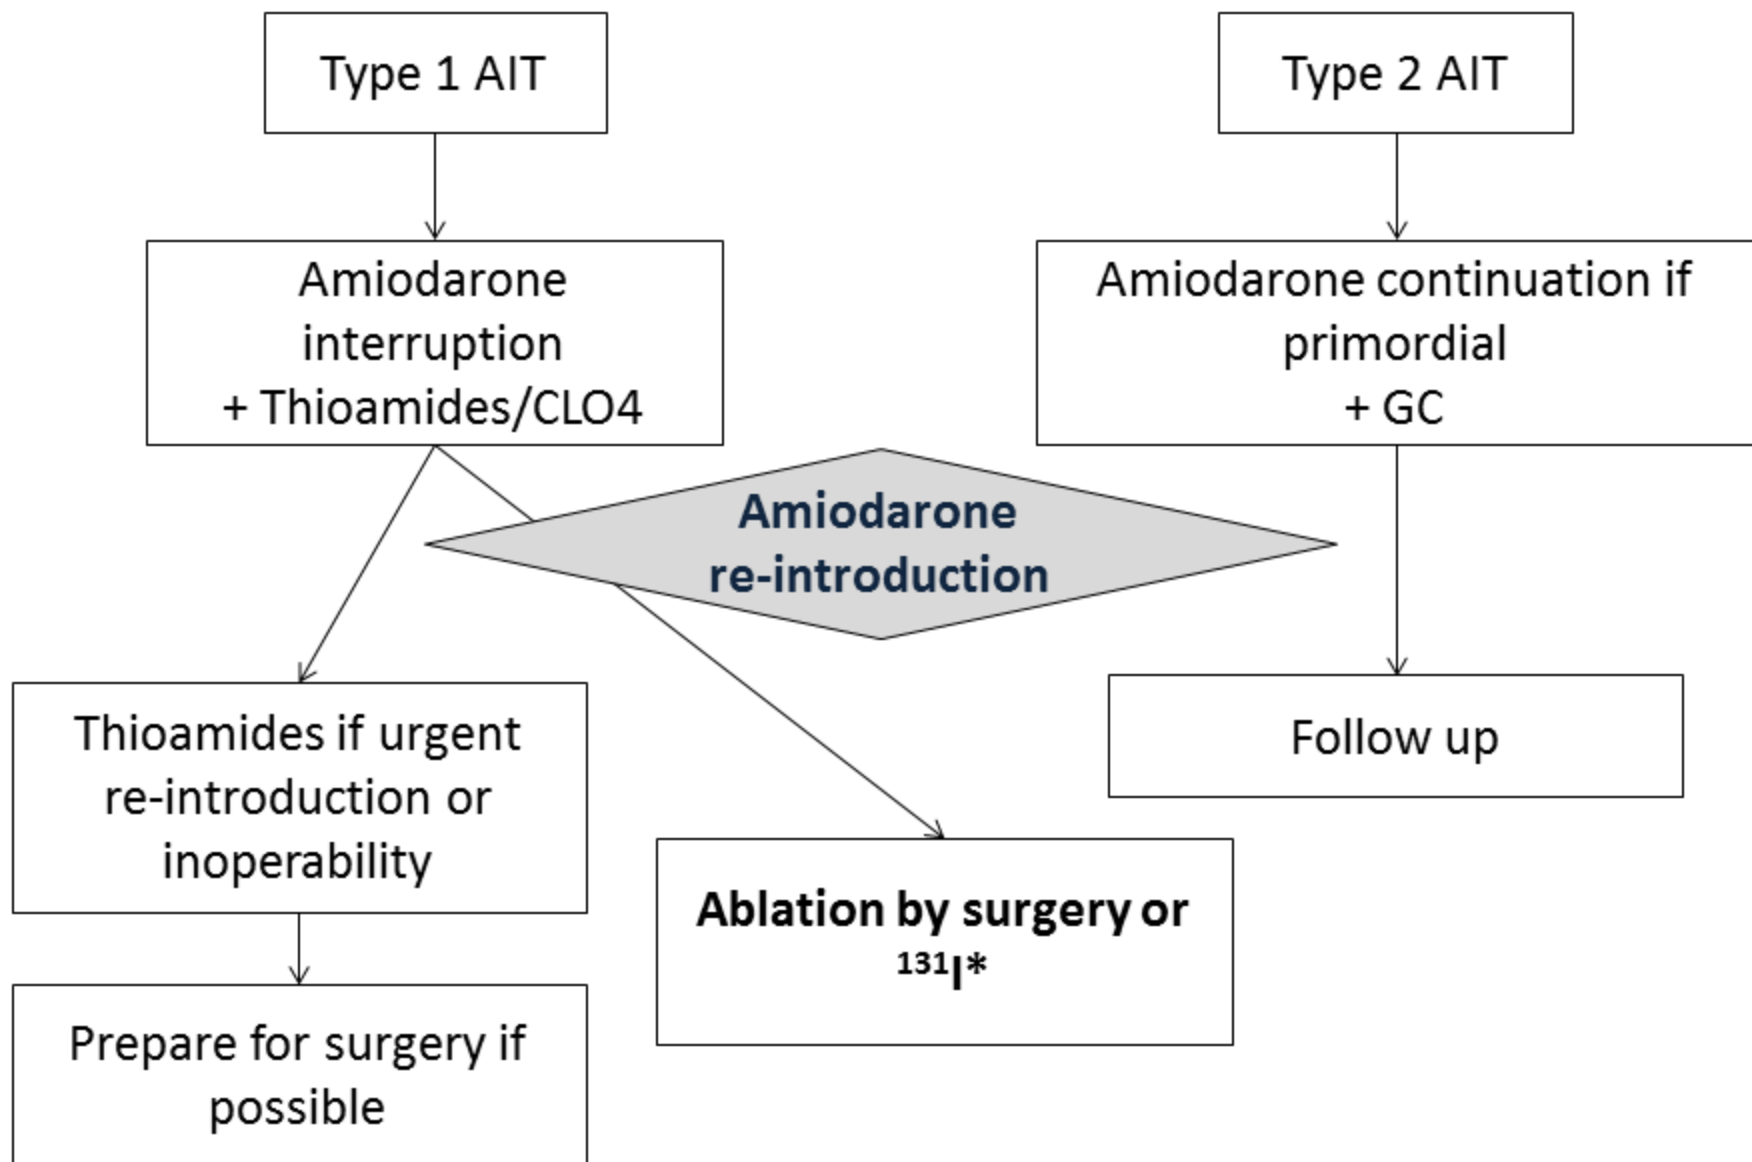 Type 1 AIT
Type 2 AIT
Amiodarone
interruption
+ Thioamides/CLO4
Amiodarone continuation if
primordial
+ GC
Amiodarone
re-introduction
Thioamides if urgent
re-introduction or
inoperability
Follow up
Ablation by surgery or
¹³¹I*
Prepare for surgery if
possible